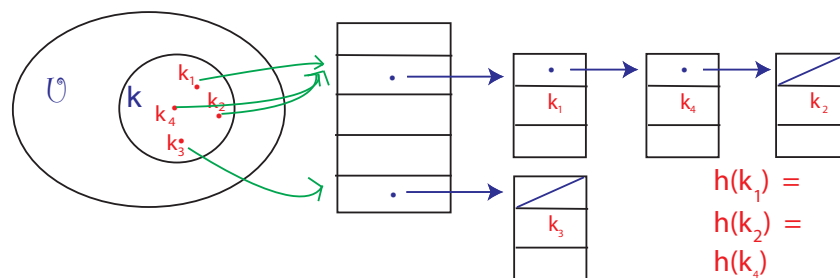 U
k
k₁
k₂
k₄
k₃
k₁
k₄
k₂
k₃
h(k₁) =
h(k₂) =
h(k₄)